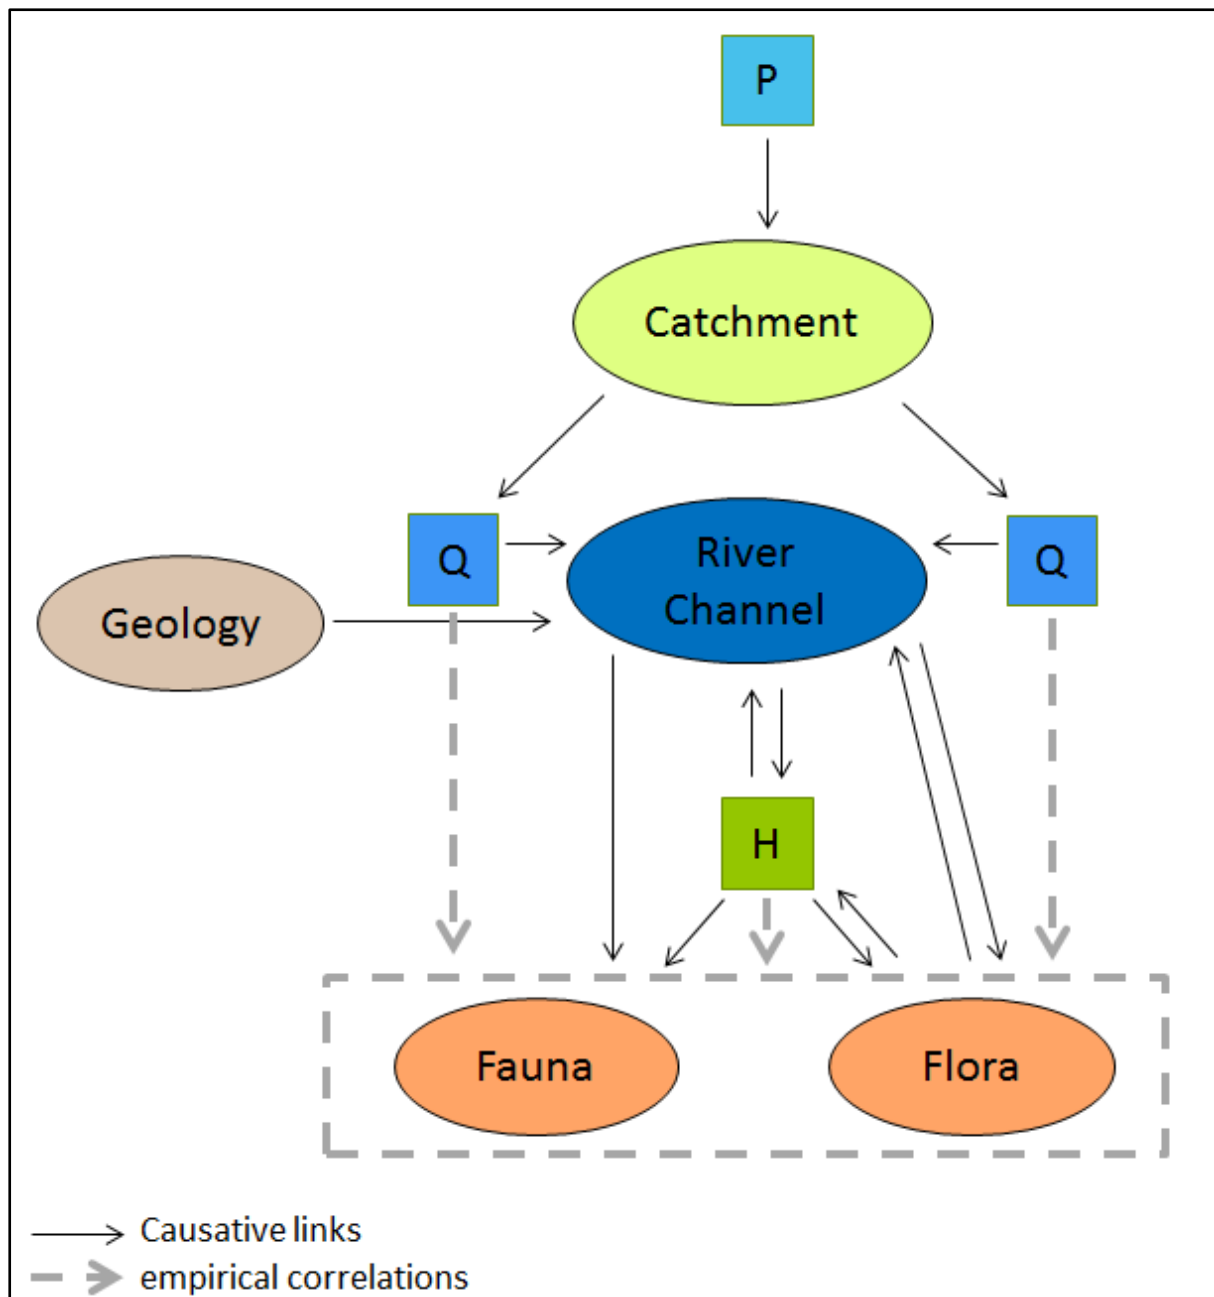 P
Catchment
Q
River
Channel
Q
Geology
H
Fauna
Flora
Causative links
empirical correlations